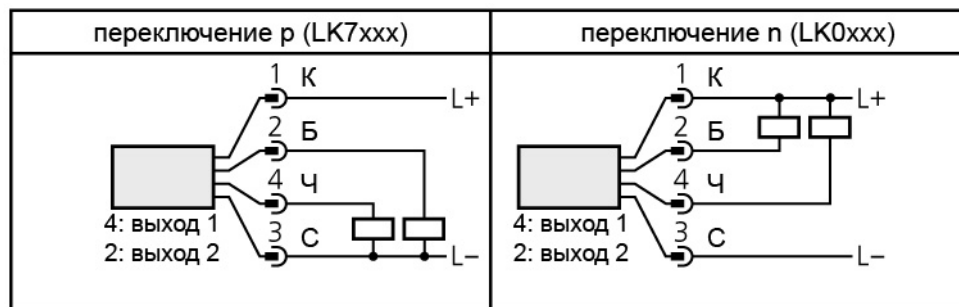 переключение p (LK7xxx)
1 К
L+
2 Б
4 Ч
3 С
L–
4: выход 1
2: выход 2
переключение n (LK0xxx)
1 К
L+
2 Б
4 Ч
3 С
L–
4: выход 1
2: выход 2